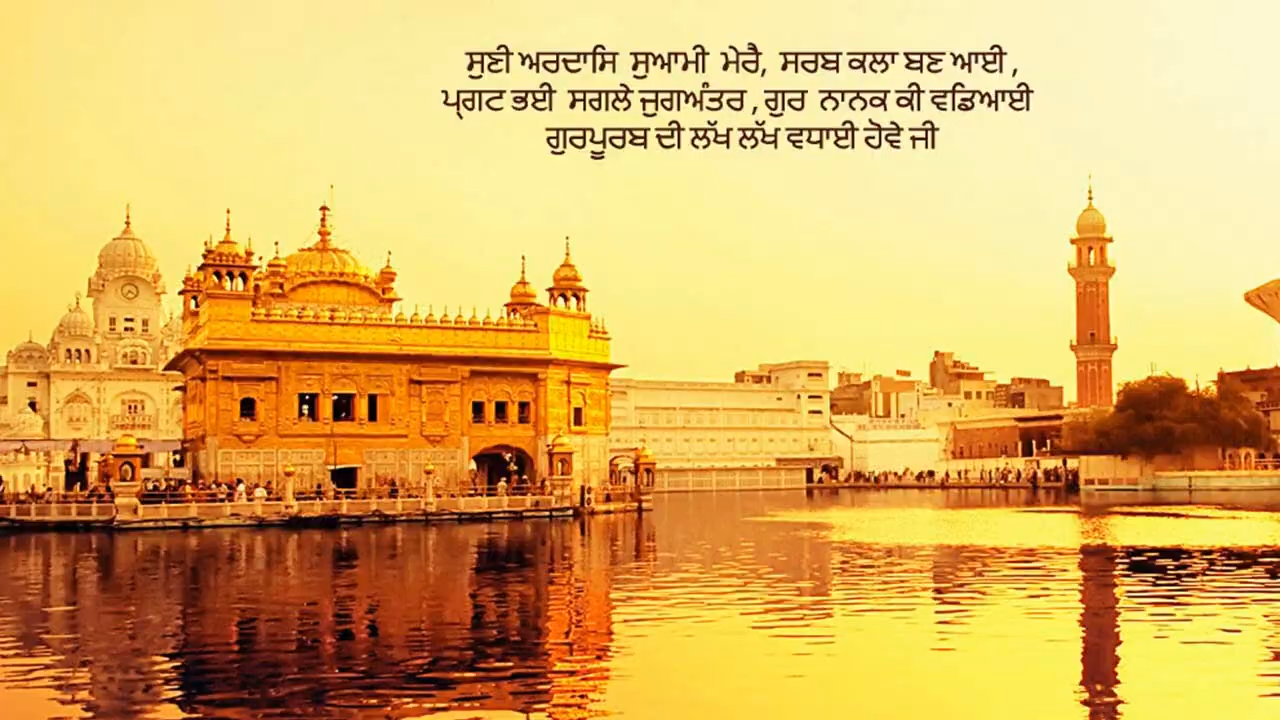 ਸੁਣੀ ਅਰਦਾਸਿ ਸੁਆਮੀ ਮੇਰੈ, ਸਰਬ ਕਲਾ ਬਣ ਆਈ ,
ਪ੍ਰਗਟ ਭਈ ਸਗਲੇ ਜੁਗਅੰਤਰ , ਗੁਰ ਨਾਨਕ ਕੀ ਵਡਿਆਈ
ਗੁਰਪੂਰਬ ਦੀ ਲੱਖ ਲੱਖ ਵਧਾਈ ਹੋਵੇ ਜੀ